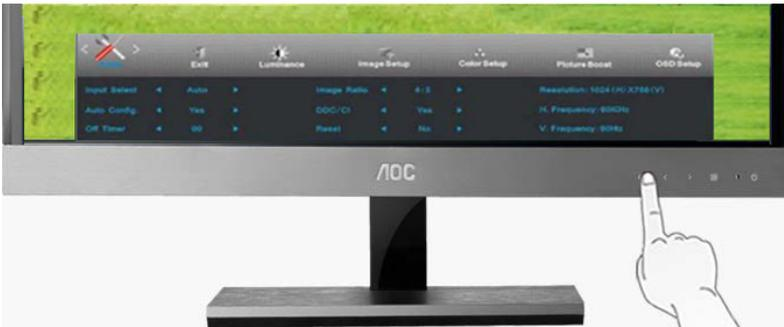 Extra
Exit
Luminance
Image Setup
Color Setup
Picture Boost
OSD Setup
Input Select Auto Image Ratio 4:3 Resolution: 1024 (H) X768 (V)
Auto Config. Yes DDC/CI Yes H. Frequency: 60KHz
Off Timer 00 Reset No V. Frequency: 60Hz
AOC